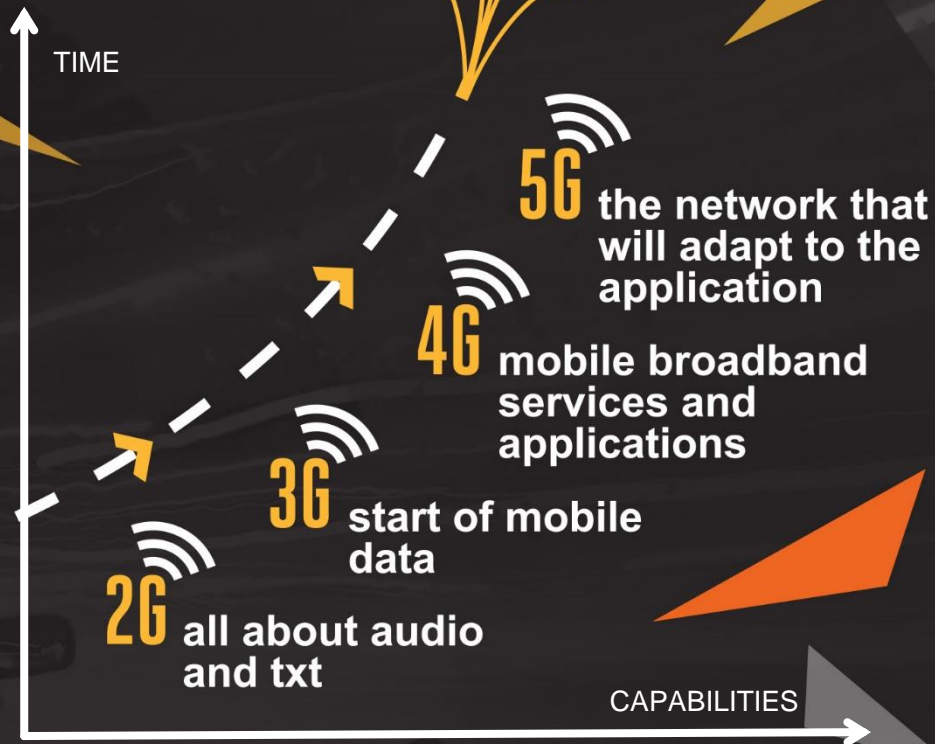 TIME
5G the network that
will adapt to the
application
4G mobile broadband
services and
applications
3G start of mobile
data
2G all about audio
and txt
CAPABILITIES